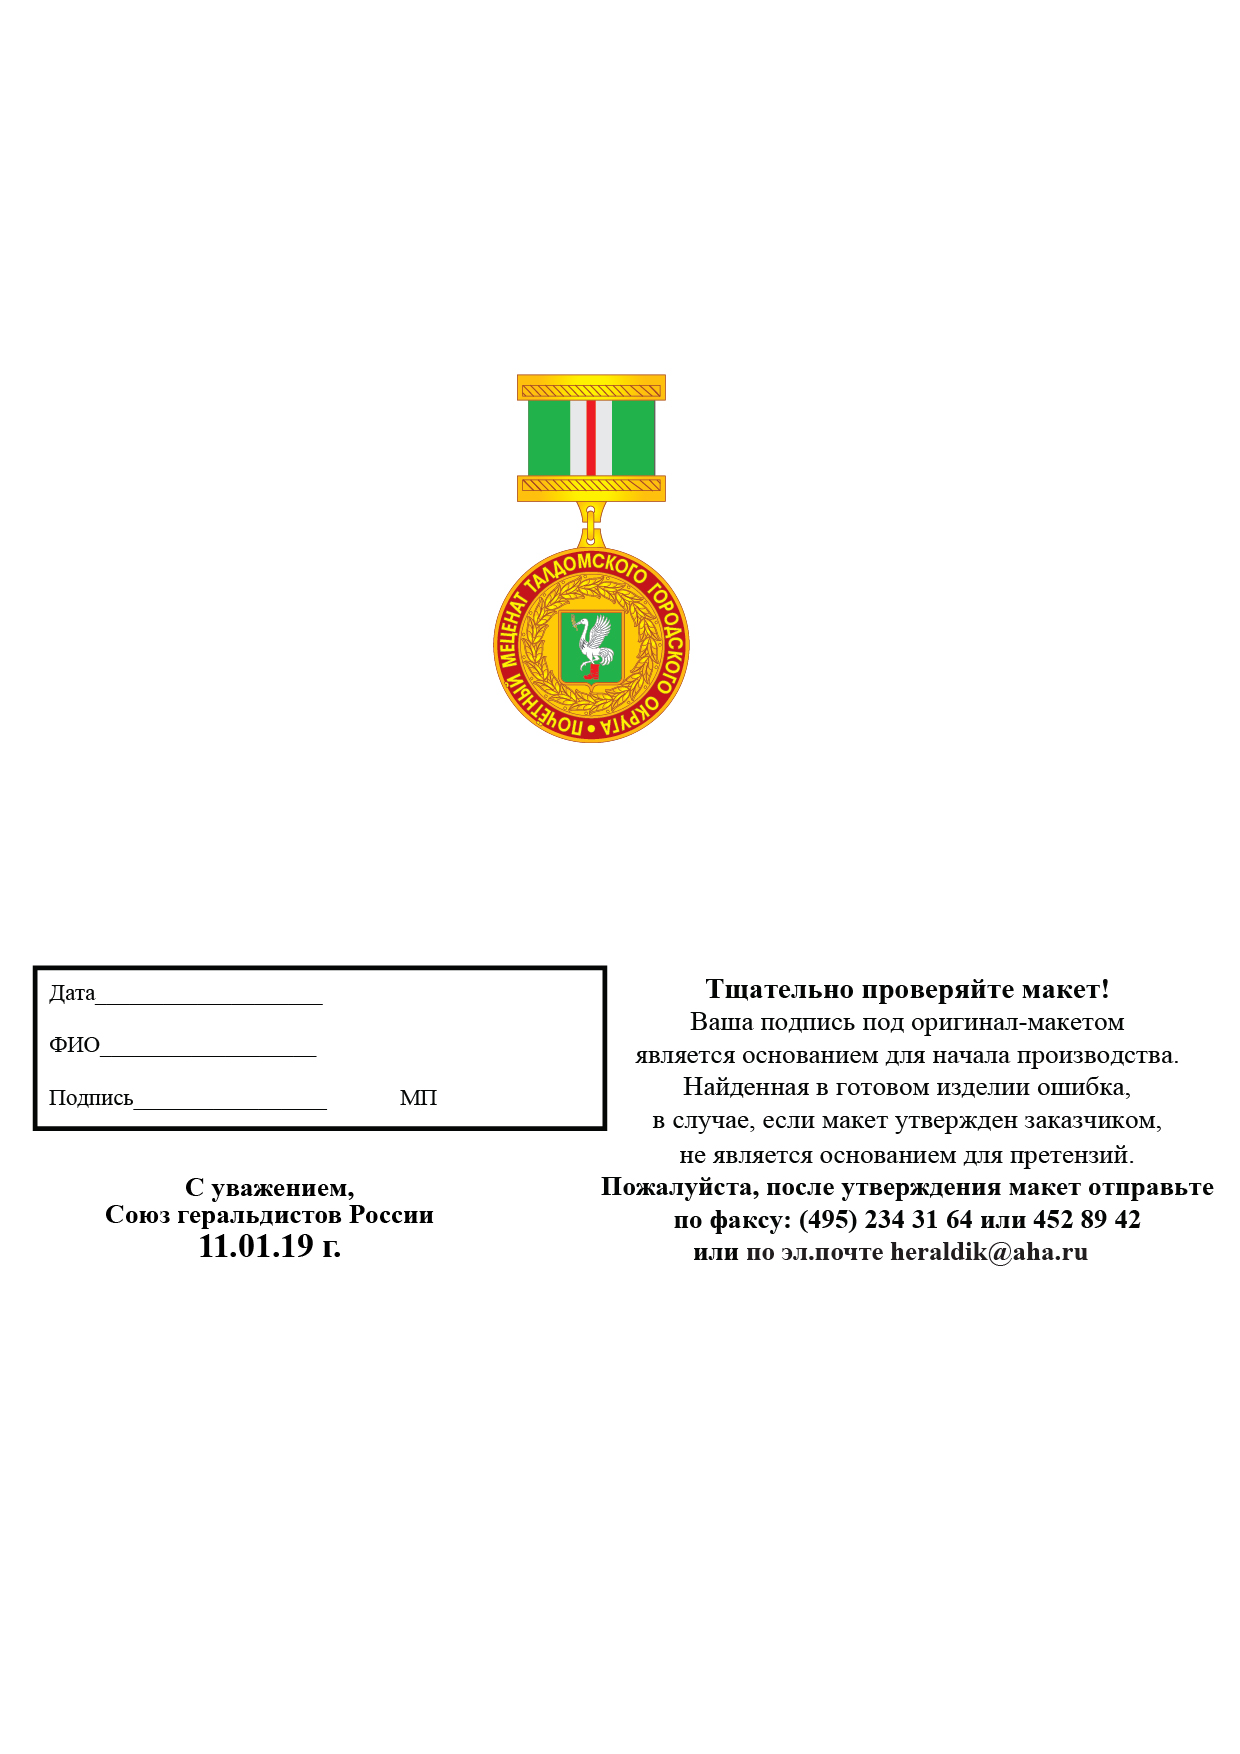 ПОЧЁТНЫЙ МЕЦЕНАТ ТАЛДОМСКОГО ГОРОДСКОГО ОКРУГА •
Дата_____________________
ФИО____________________
Подпись__________________ МП
С уважением,
Союз геральдистов России
11.01.19 г.
Тщательно проверяйте макет!
Ваша подпись под оригинал-макетом
является основанием для начала производства.
Найденная в готовом изделии ошибка,
в случае, если макет утвержден заказчиком,
не является основанием для претензий.
Пожалуйста, после утверждения макет отправьте
по факсу: (495) 234 31 64 или 452 89 42
или по эл.почте heraldik@aha.ru